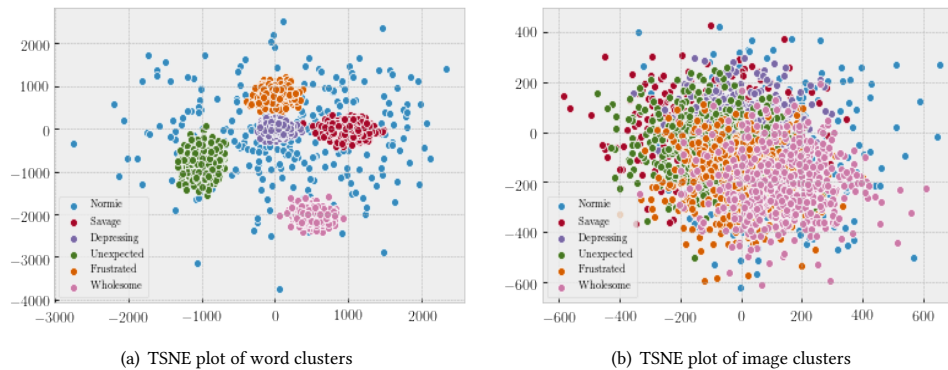 2000
1000
0
−1000
−2000
−3000
−4000
Normie
Savage
Depressing
Unexpected
Frustrated
Wholesome
−3000 −2000 −1000 0 1000 2000
(a) TSNE plot of word clusters
400
200
0
−200
−400
−600
Normie
Savage
Depressing
Unexpected
Frustrated
Wholesome
−600 −400 −200 0 200 400 600
(b) TSNE plot of image clusters